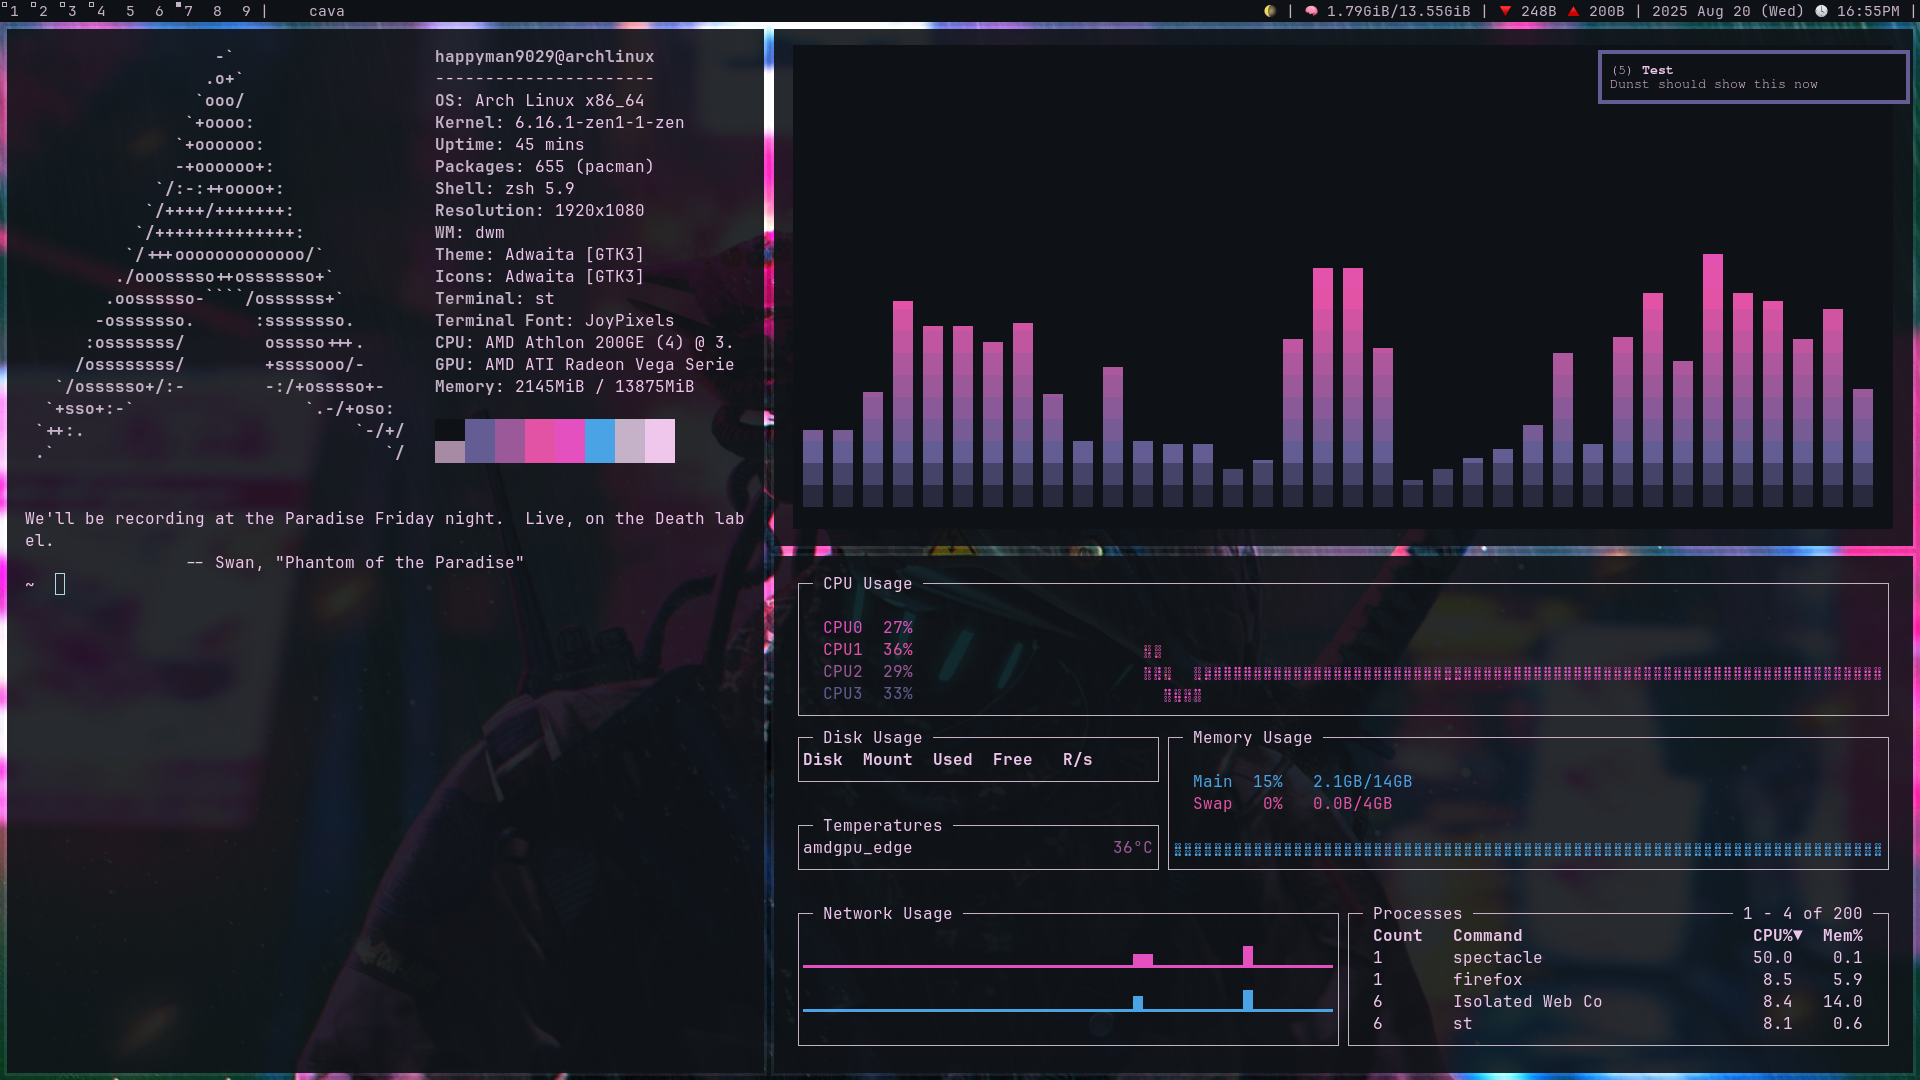 1 2 3 4 5 6 7 8 9 | cava
| 1.79GiB/13.55GiB | 248B 200B | 2025 Aug 20 (Wed) 16:55PM |
(5) Test
Dunst should show this now
happyman9029@archlinux
----------------------
OS: Arch Linux x86_64
Kernel: 6.16.1-zen1-1-zen
Uptime: 45 mins
Packages: 655 (pacman)
Shell: zsh 5.9
Resolution: 1920x1080
WM: dwm
Theme: Adwaita [GTK3]
Icons: Adwaita [GTK3]
Terminal: st
Terminal Font: JoyPixels
CPU: AMD Athlon 200GE (4) @ 3.
GPU: AMD ATI Radeon Vega Serie
Memory: 2145MiB / 13875MiB
We'll be recording at the Paradise Friday night.  Live, on the Death lab
el.
-- Swan, "Phantom of the Paradise"
~
CPU Usage
CPU0 27%
CPU1 36%
CPU2 29%
CPU3 33%
Disk Usage
Disk Mount Used Free R/s
Memory Usage
Main 15% 2.1GB/14GB
Swap 0% 0.0B/4GB
Temperatures
amdgpu_edge 36°C
Network Usage
Processes 1 - 4 of 200
Count Command CPU%▼ Mem%
1 spectacle 50.0 0.1
1 firefox 8.5 5.9
6 Isolated Web Co 8.4 14.0
6 st 8.1 0.6